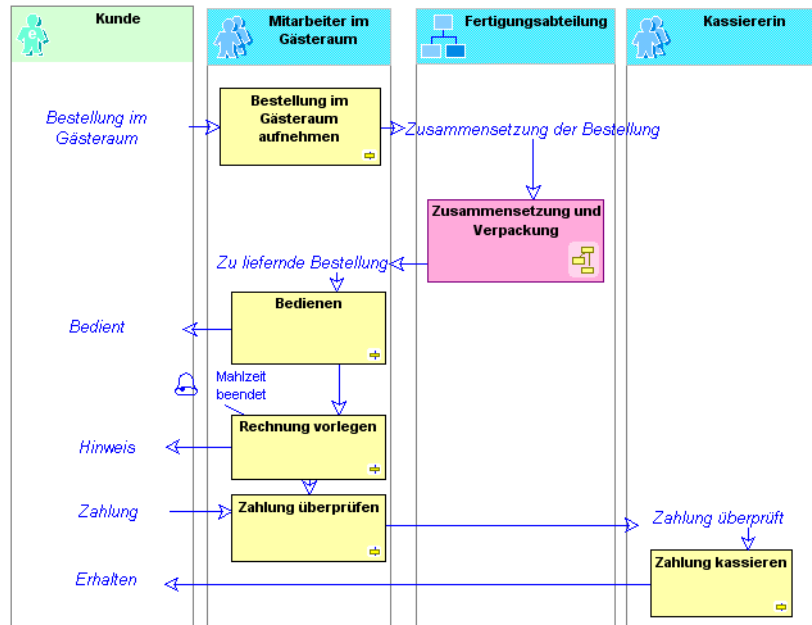 Kunde
Mitarbeiter im
Gästeraum
Fertigungsabteilung
Kassiererin
Bestellung im
Gästeraum
Bestellung im
Gästeraum
aufnehmen
Zusammensetzung der Bestellung
Zusammensetzung und
Verpackung
Zu liefernde Bestellung
Bedienen
Bedient
Mahlzeit
beendet
Rechnung vorlegen
Hinweis
Zahlung
Zahlung überprüfen
Zahlung überprüft
Zahlung kassieren
Erhalten